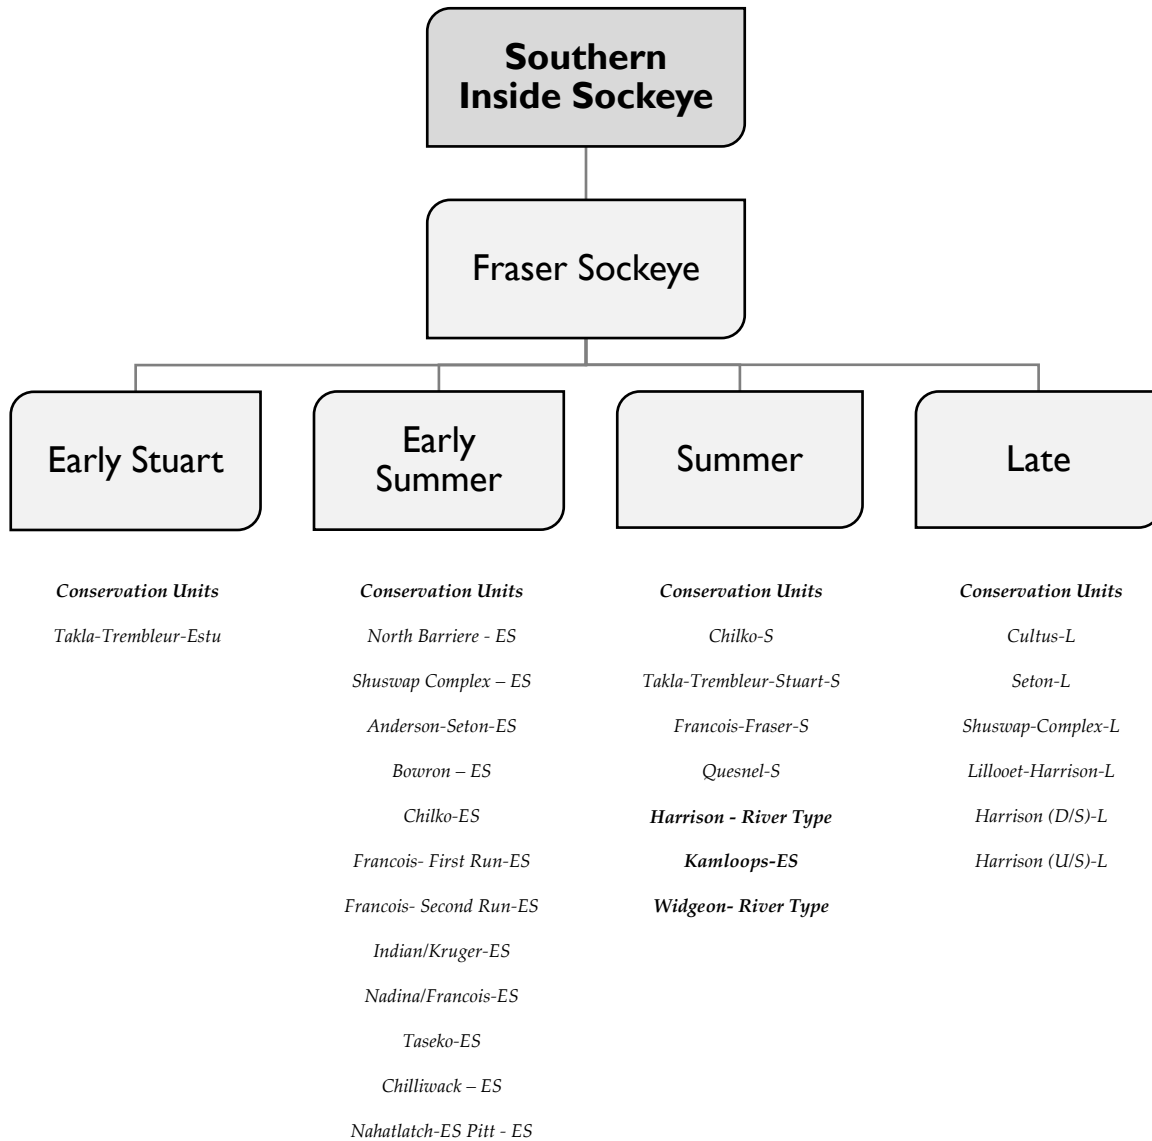 Southern
Inside Sockeye
Fraser Sockeye
Early Stuart
Early
Summer
Summer
Late
Conservation Units
Takla-Trembleur-Estu
Conservation Units
North Barriere - ES
Shuswap Complex – ES
Anderson-Seton-ES
Bowron – ES
Chilko-ES
Francois- First Run-ES
Francois- Second Run-ES
Indian/Kruger-ES
Nadina/Francois-ES
Taseko-ES
Chilliwack – ES
Nahatlatch-ES Pitt - ES
Conservation Units
Chilko-S
Takla-Trembleur-Stuart-S
Francois-Fraser-S
Quesnel-S
Harrison - River Type
Kamloops-ES
Widgeon- River Type
Conservation Units
Cultus-L
Seton-L
Shuswap-Complex-L
Lillooet-Harrison-L
Harrison (D/S)-L
Harrison (U/S)-L